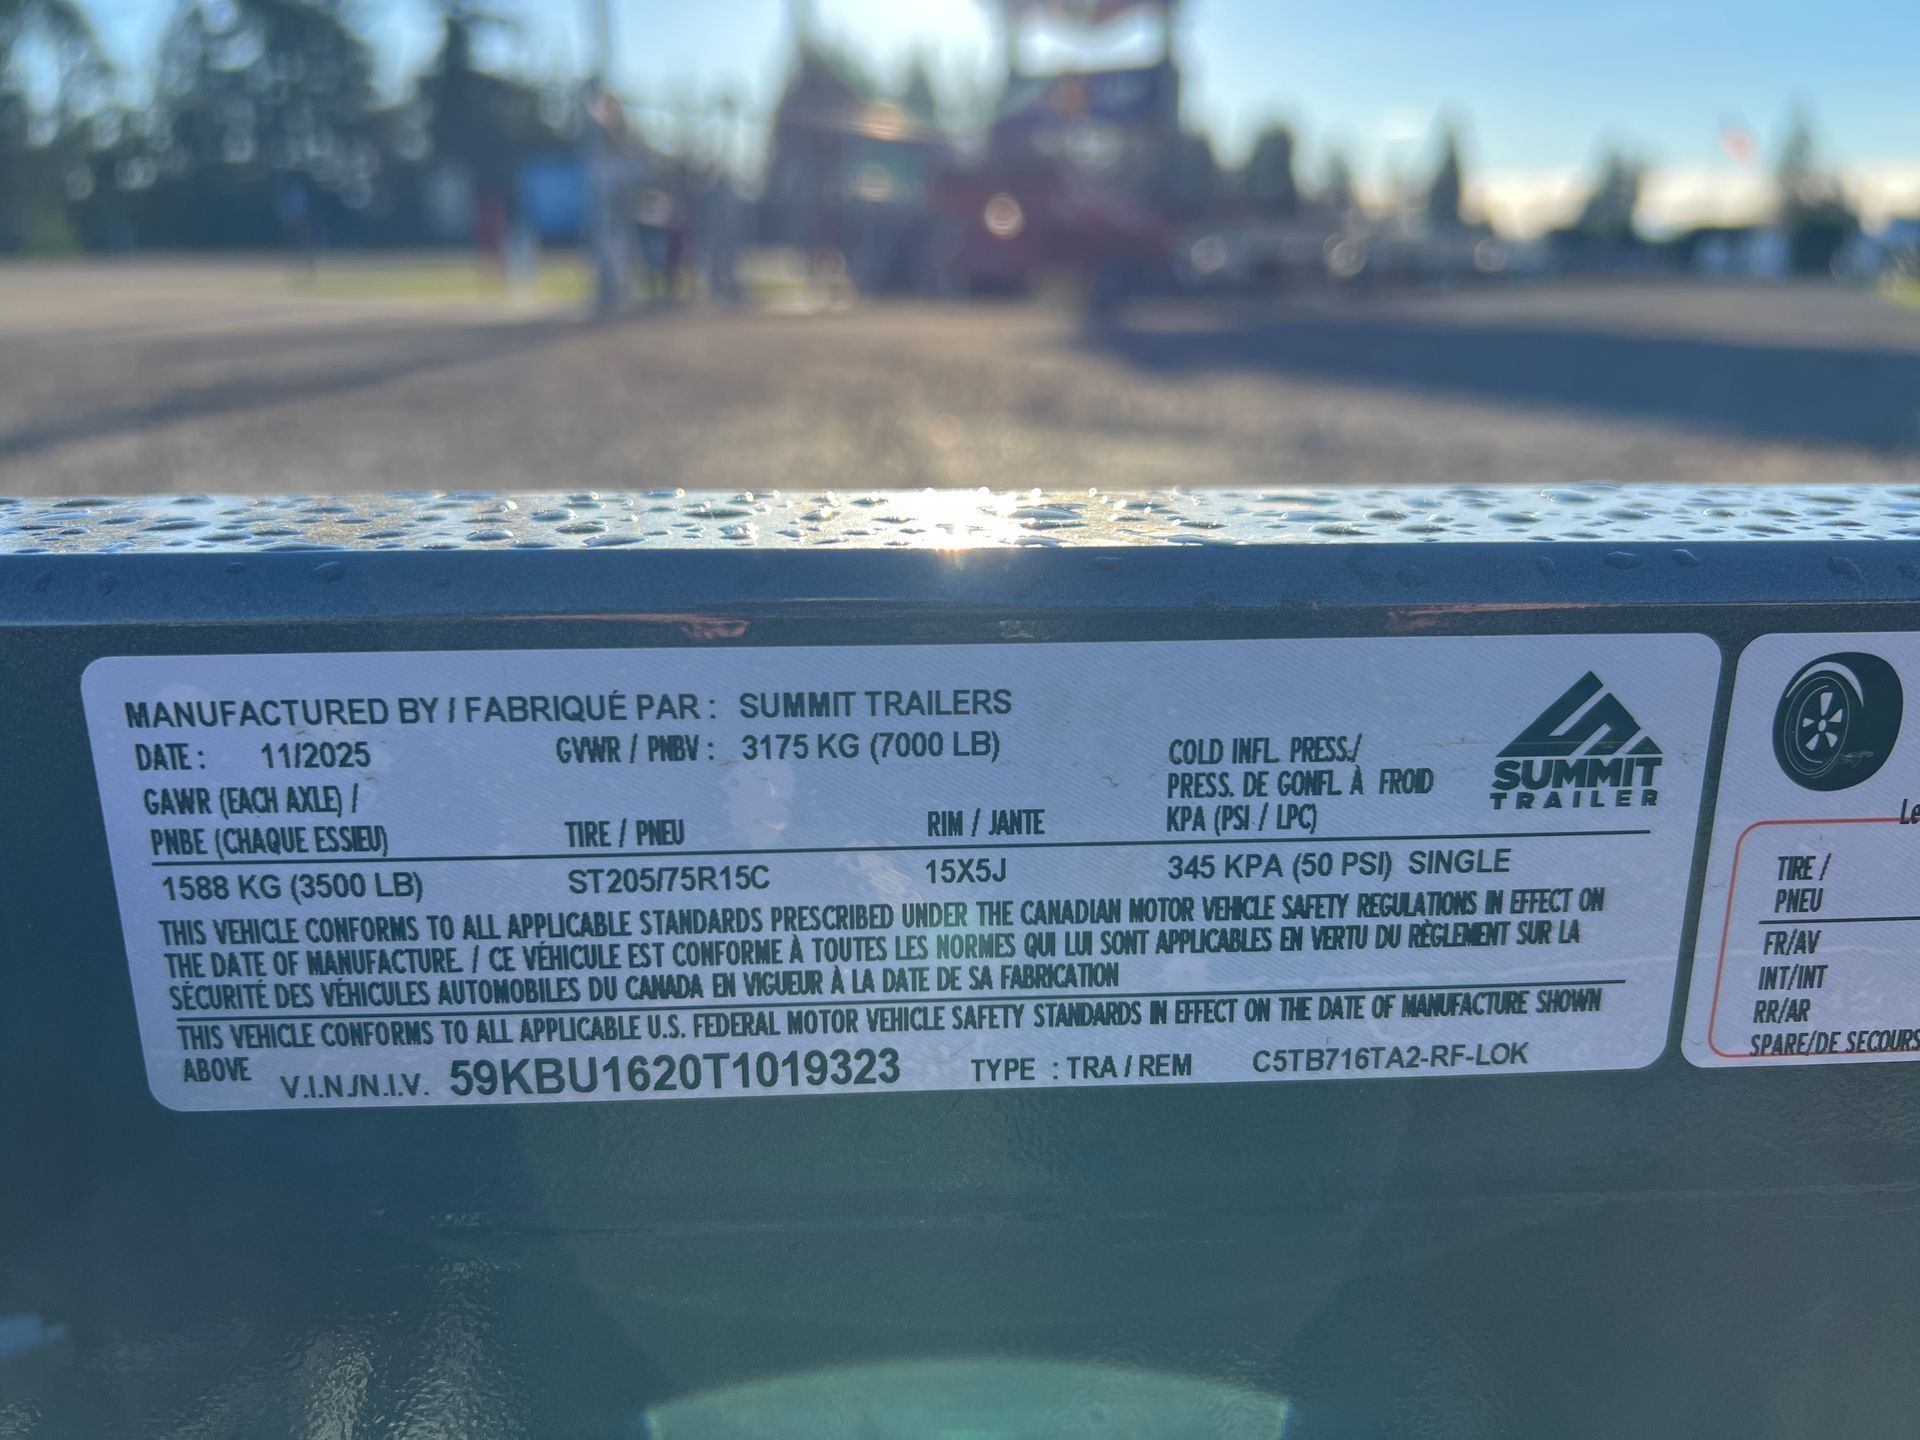 MANUFACTURED BY / FABRIQUÉ PAR : SUMMIT TRAILERS
DATE : 11/2025 GVWR / PNBV : 3175 KG (7000 LB)
COLD INFL. PRESS./
PRESS. DE GONFL. À FROID
KPA (PSI / LPC)
SUMMIT
TRAILER
GAWR (EACH AXLE) /
PNBE (CHAQUE ESSIEU) TIRE / PNEU RIM / JANTE
1588 KG (3500 LB) ST205/75R15C 15X5J 345 KPA (50 PSI) SINGLE
THIS VEHICLE CONFORMS TO ALL APPLICABLE STANDARDS PRESCRIBED UNDER THE CANADIAN MOTOR VEHICLE SAFETY REGULATIONS IN EFFECT ON
THE DATE OF MANUFACTURE. / CE VÉHICULE EST CONFORME À TOUTES LES NORMES QUI LUI SONT APPLICABLES EN VERTU DU RÈGLEMENT SUR LA
SÉCURITÉ DES VÉHICULES AUTOMOBILES DU CANADA EN VIGUEUR À LA DATE DE SA FABRICATION
THIS VEHICLE CONFORMS TO ALL APPLICABLE U.S. FEDERAL MOTOR VEHICLE SAFETY STANDARDS IN EFFECT ON THE DATE OF MANUFACTURE SHOWN
ABOVE V.I.N./N.I.V. 59KBU1620T1019323 TYPE : TRA / REM C5TB716TA2-RF-LOK
Le
TIRE /
PNEU
FR/AV
INT/INT
RR/AR
SPARE/DE SECOURS